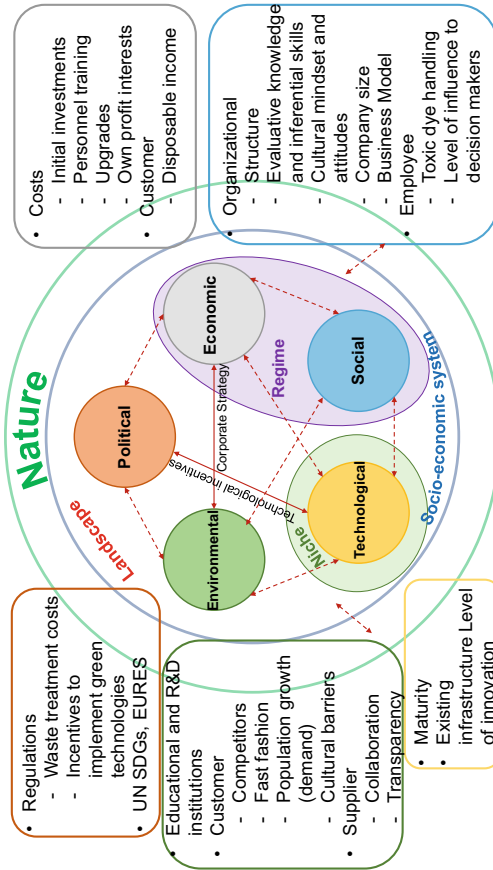 Nature
Landscape
Socio-economic system
Regime
Niche
Political
Economic
Social
Technological
Environmental
Corporate Strategy
Technological incentives
• Regulations
- Waste treatment costs
- Incentives to
implement green
technologies
• UN SDGs, EURES
• Educational and R&D
institutions
• Customer
- Competitors
- Fast fashion
- Population growth
(demand)
- Cultural barriers
• Supplier
- Collaboration
- Transparency
• Maturity
• Existing
infrastructure Level
of innovation
• Costs
- Initial investments
- Personnel training
- Upgrades
- Own profit interests
• Customer
- Disposable income
• Organizational
- Structure
- Evaluative knowledge
and inferential skills
- Cultural mindset and
attitudes
- Company size
- Business Model
• Employee
- Toxic dye handling
- Level of influence to
decision makers